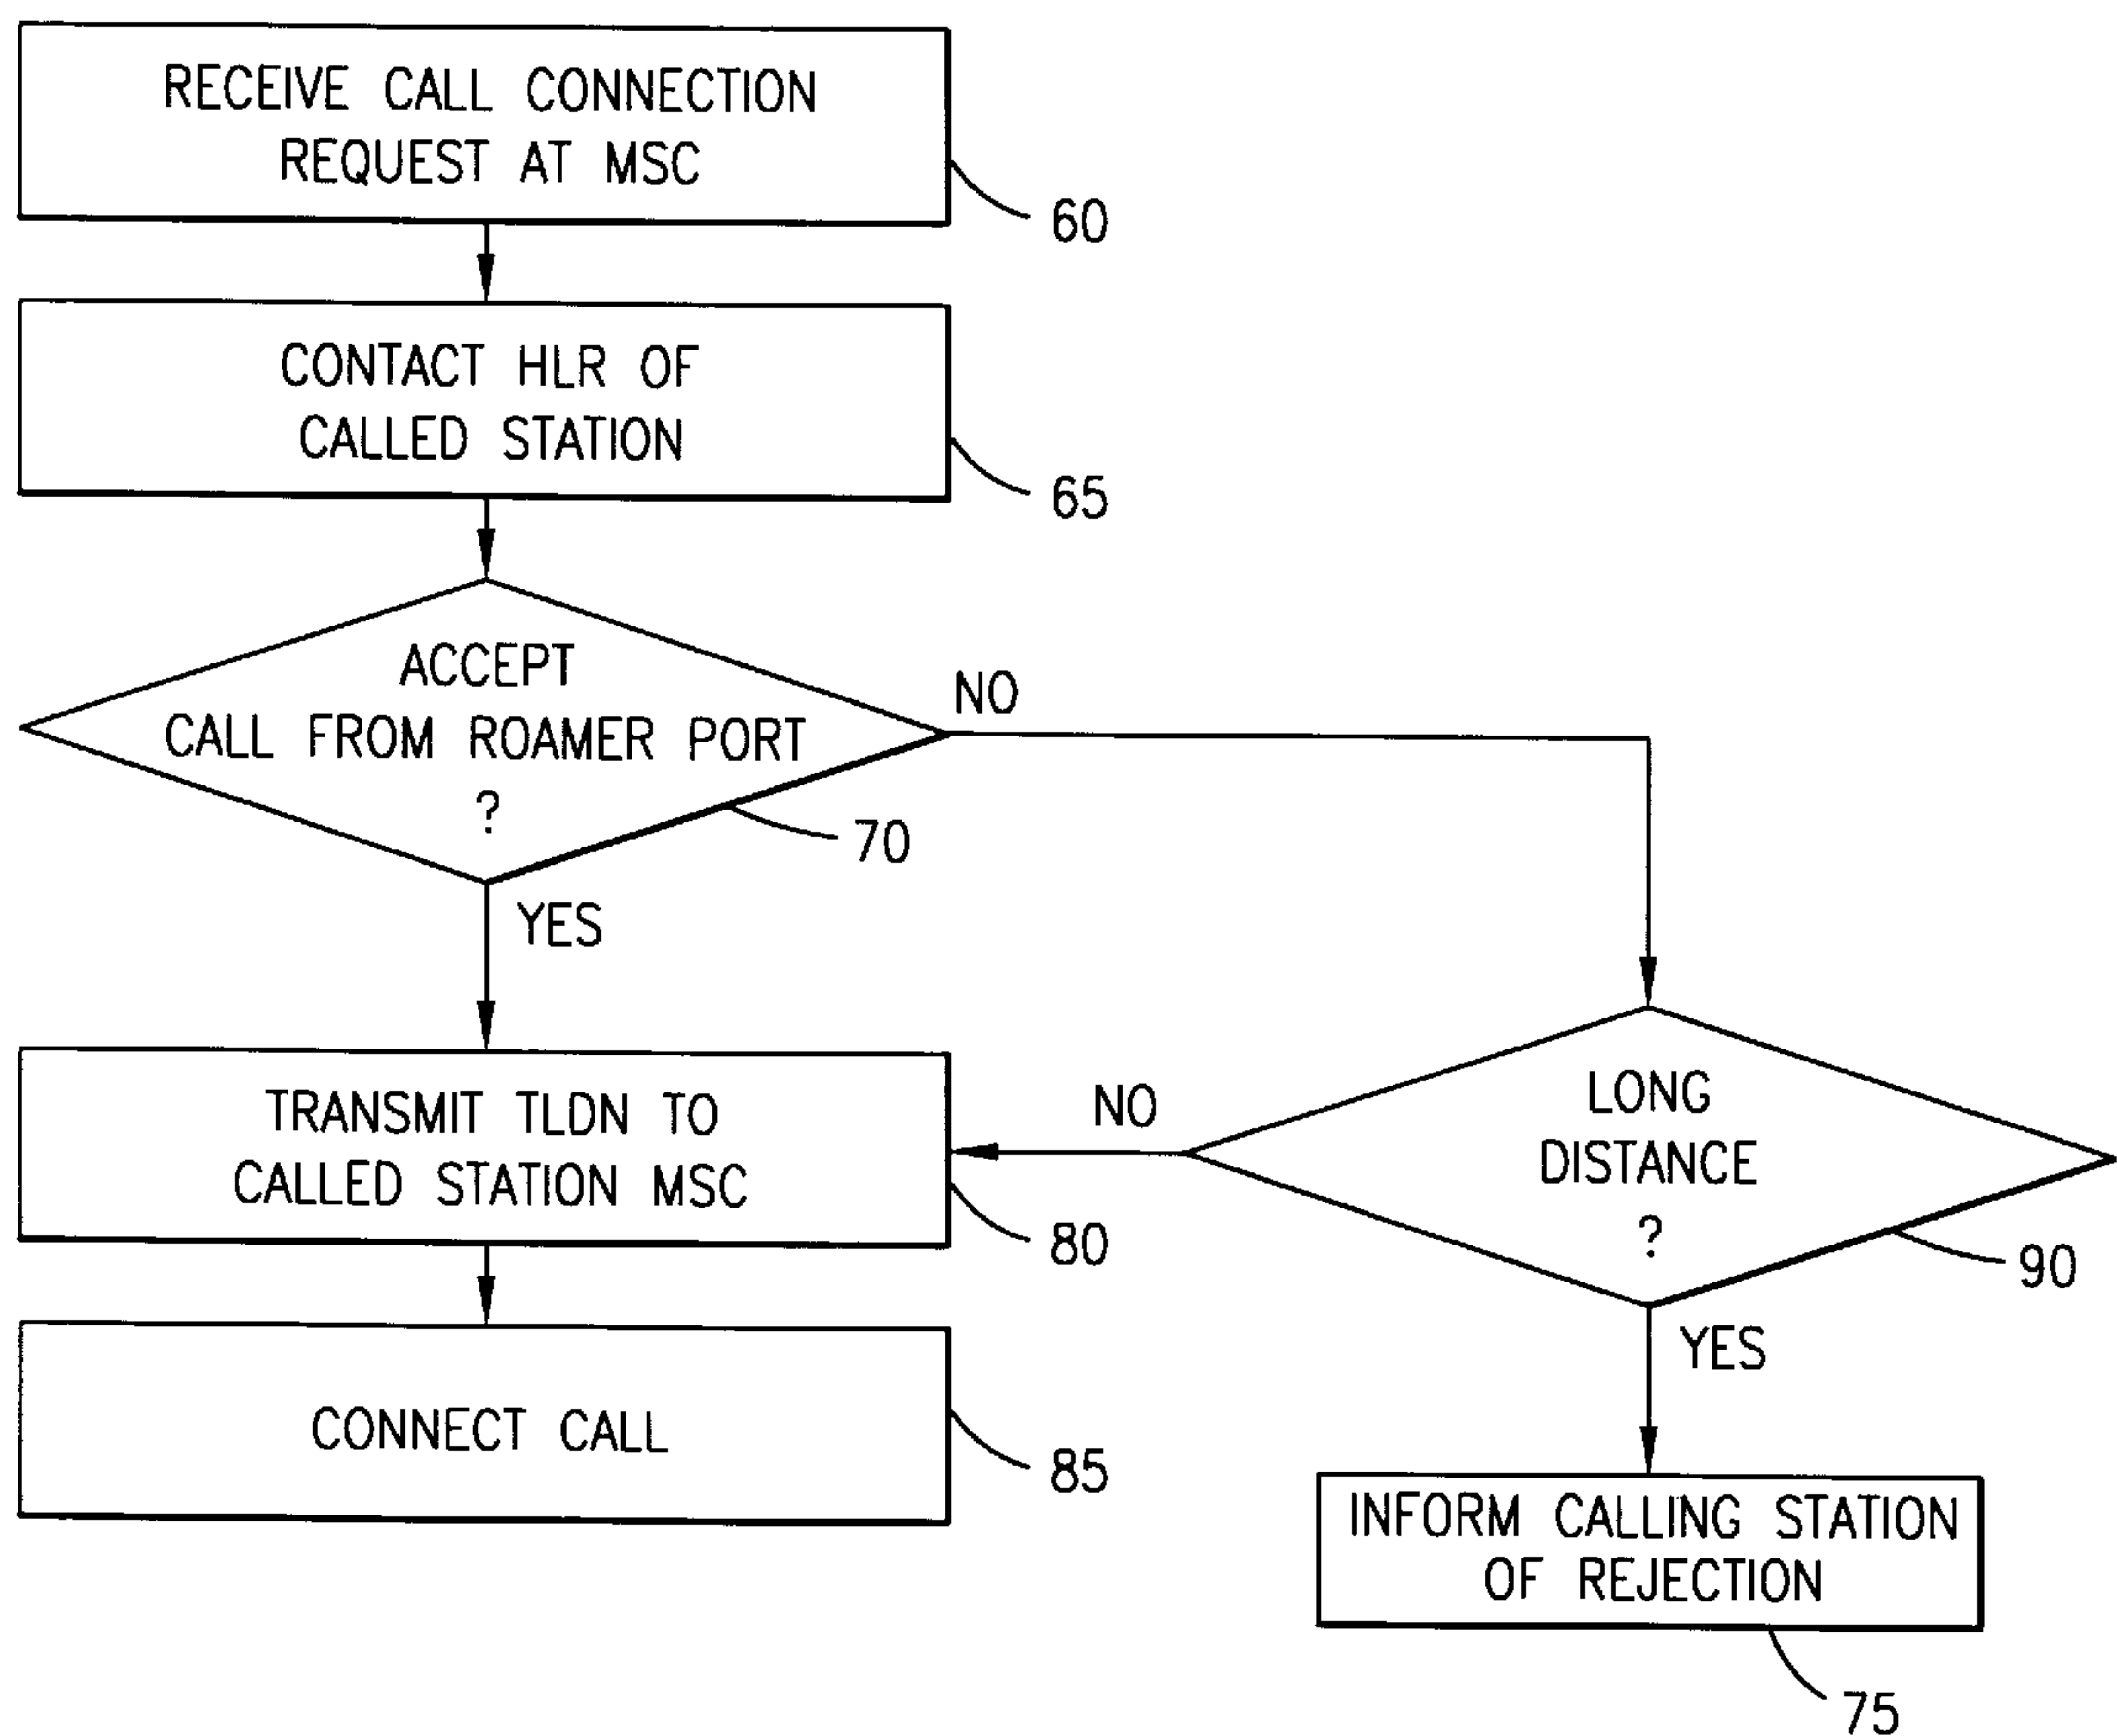 RECEIVE CALL CONNECTION
REQUEST AT MSC
60
CONTACT HLR OF
CALLED STATION
65
ACCEPT
CALL FROM ROAMER PORT
?
70
NO
YES
TRANSMIT TLDN TO
CALLED STATION MSC
80
NO
LONG
DISTANCE
?
90
YES
CONNECT CALL
85
INFORM CALLING STATION
OF REJECTION
75